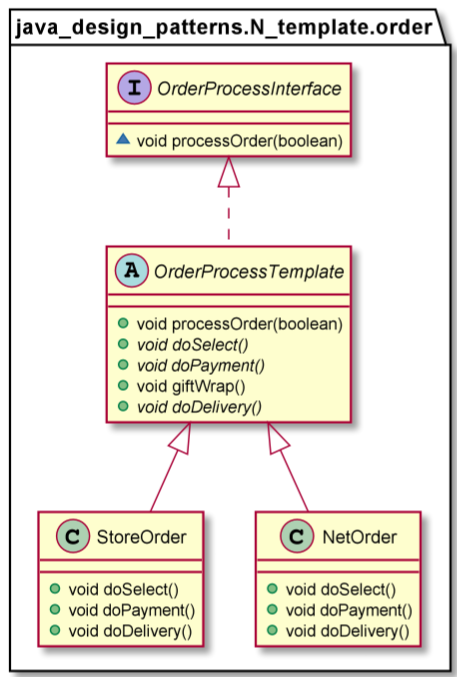 java_design_patterns.N_template.order
I OrderProcessInterface
void processOrder(boolean)
A OrderProcessTemplate
void processOrder(boolean)
void doSelect()
void doPayment()
void giftWrap()
void doDelivery()
C StoreOrder
void doSelect()
void doPayment()
void doDelivery()
C NetOrder
void doSelect()
void doPayment()
void doDelivery()